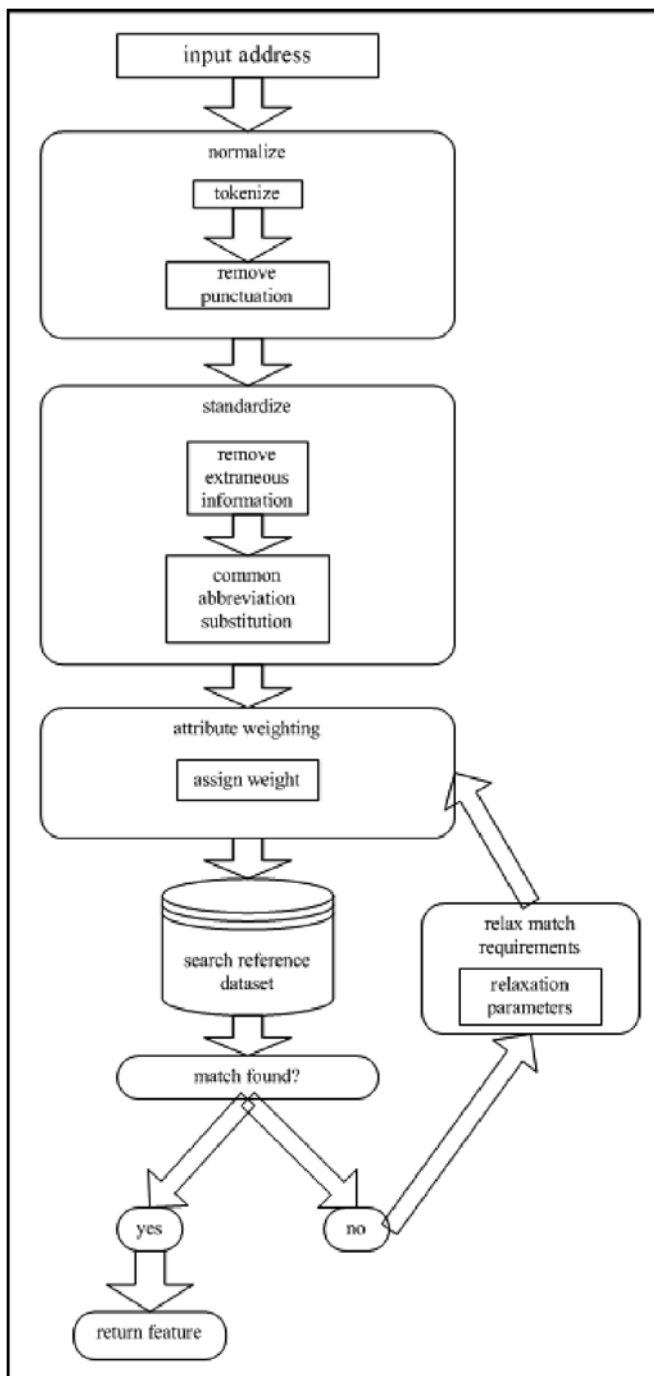 input address
normalize
tokenize
remove
punctuation
standardize
remove
extraneous
information
common
abbreviation
substitution
attribute weighting
assign weight
search reference
dataset
relax match
requirements
relaxation
parameters
match found?
yes
no
return feature